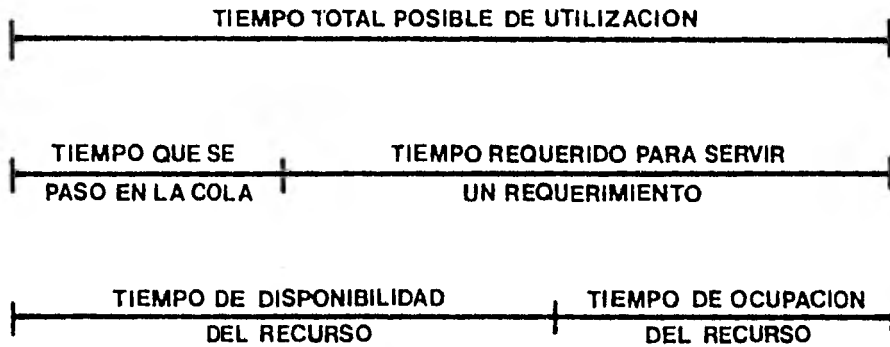 TIEMPO TOTAL POSIBLE DE UTILIZACION
TIEMPO QUE SE
PASO EN LA COLA
TIEMPO REQUERIDO PARA SERVIR
UN REQUERIMIENTO
TIEMPO DE DISPONIBILIDAD
DEL RECURSO
TIEMPO DE OCUPACION
DEL RECURSO